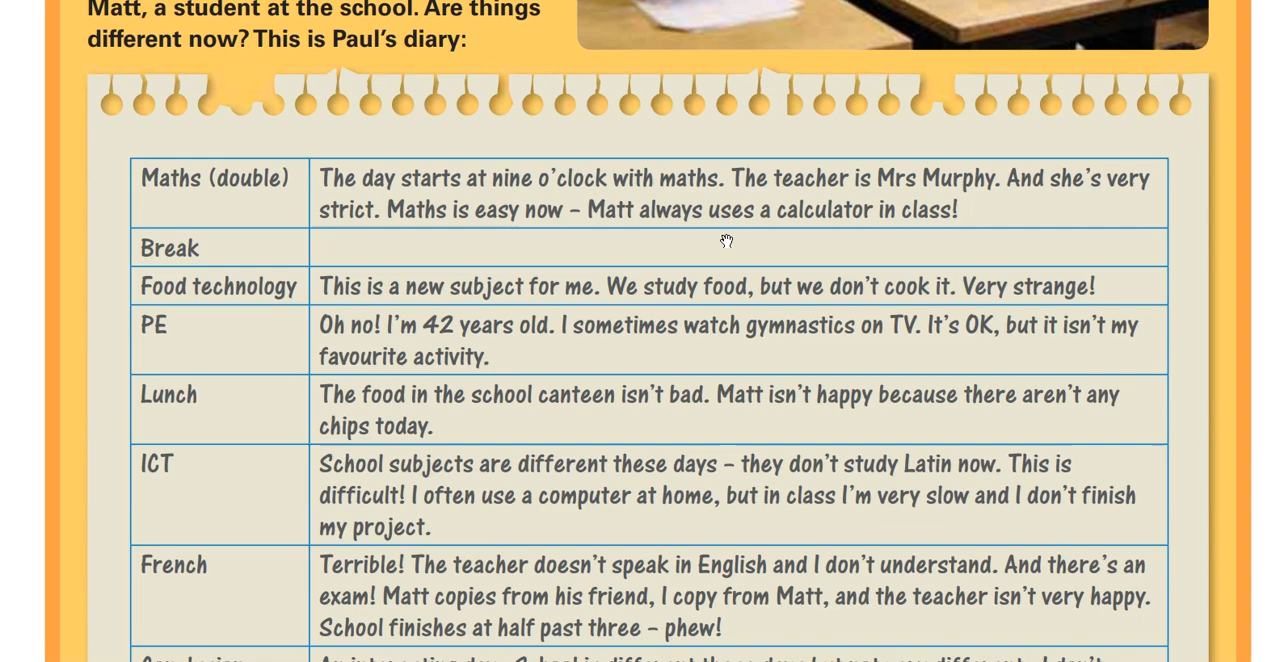 Matt, a student at the school. Are things
different now? This is Paul's diary:
Maths (double)
The day starts at nine o'clock with maths. The teacher is Mrs Murphy. And she's very
strict. Maths is easy now – Matt always uses a calculator in class!
Break
Food technology
This is a new subject for me. We study food, but we don't cook it. Very strange!
PE
Oh no! I'm 42 years old. I sometimes watch gymnastics on TV. It's OK, but it isn't my
favourite activity.
Lunch
The food in the school canteen isn't bad. Matt isn't happy because there aren't any
chips today.
ICT
School subjects are different these days – they don't study Latin now. This is
difficult! I often use a computer at home, but in class I'm very slow and I don't finish
my project.
French
Terrible! The teacher doesn't speak in English and I don't understand. And there's an
exam! Matt copies from his friend, I copy from Matt, and the teacher isn't very happy.
School finishes at half past three – phew!